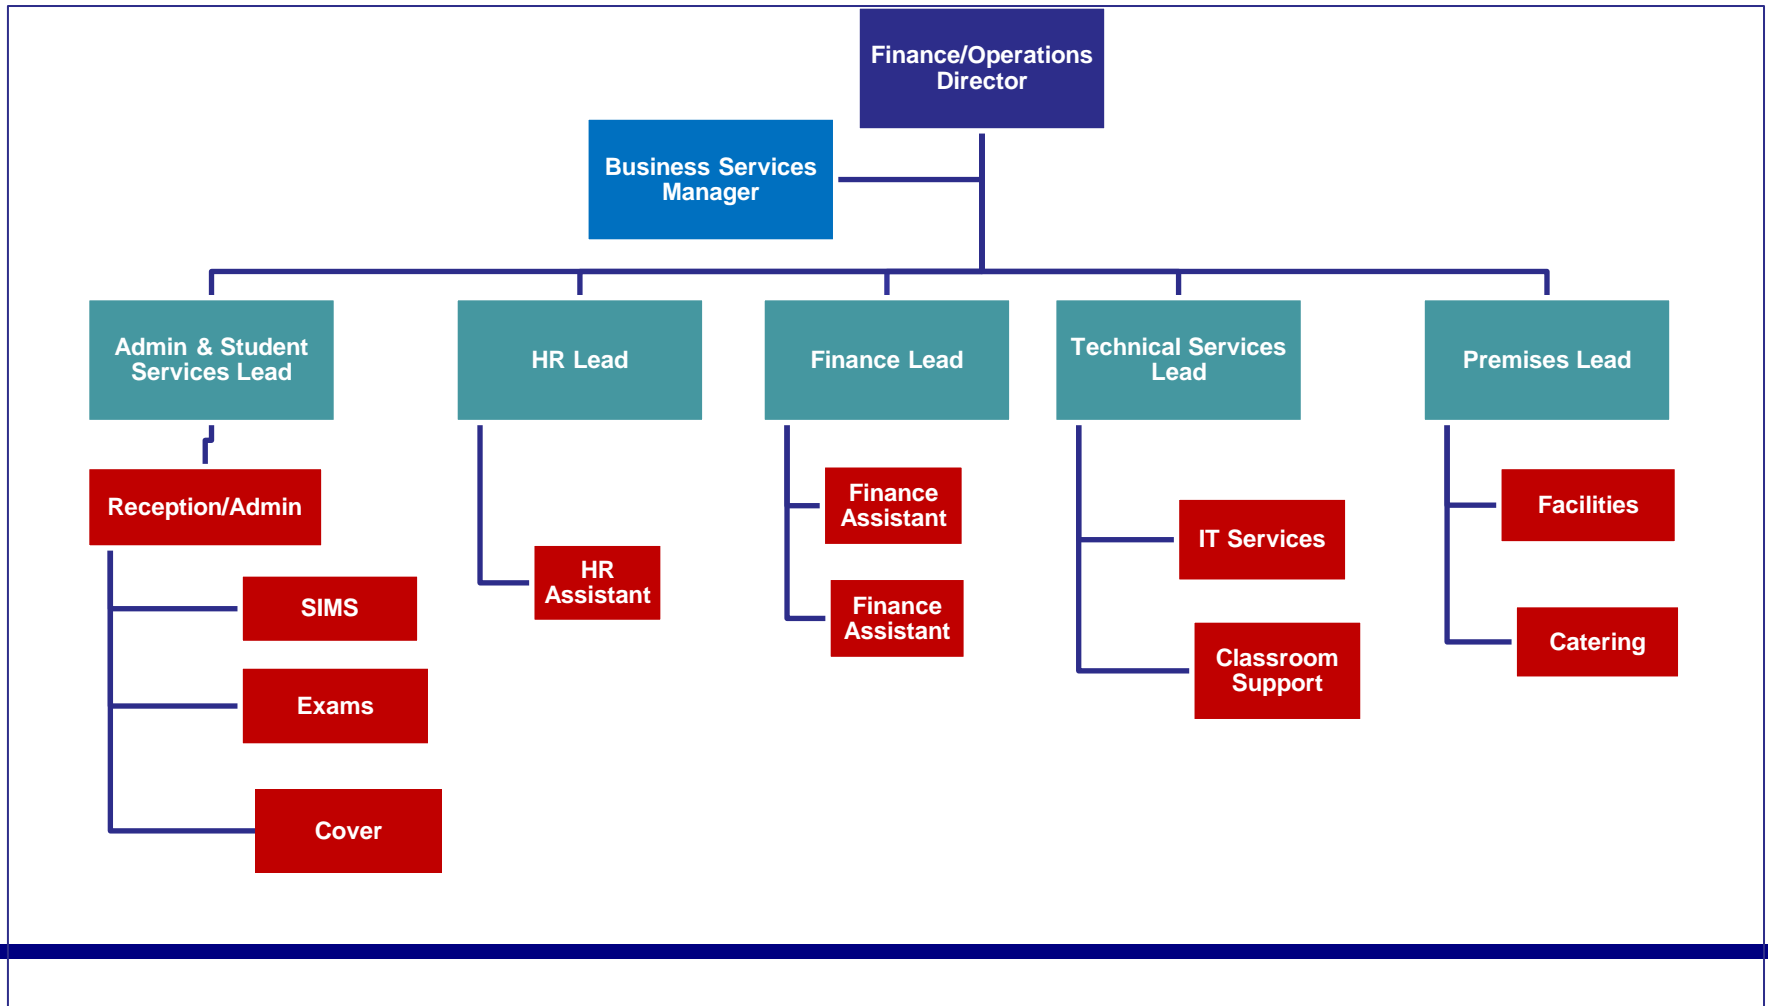 Finance/Operations
Director
Business Services
Manager
Admin & Student
Services Lead
HR Lead
Finance Lead
Technical Services
Lead
Premises Lead
Reception/Admin
SIMS
Exams
Cover
HR
Assistant
Finance
Assistant
Finance
Assistant
IT Services
Classroom
Support
Facilities
Catering